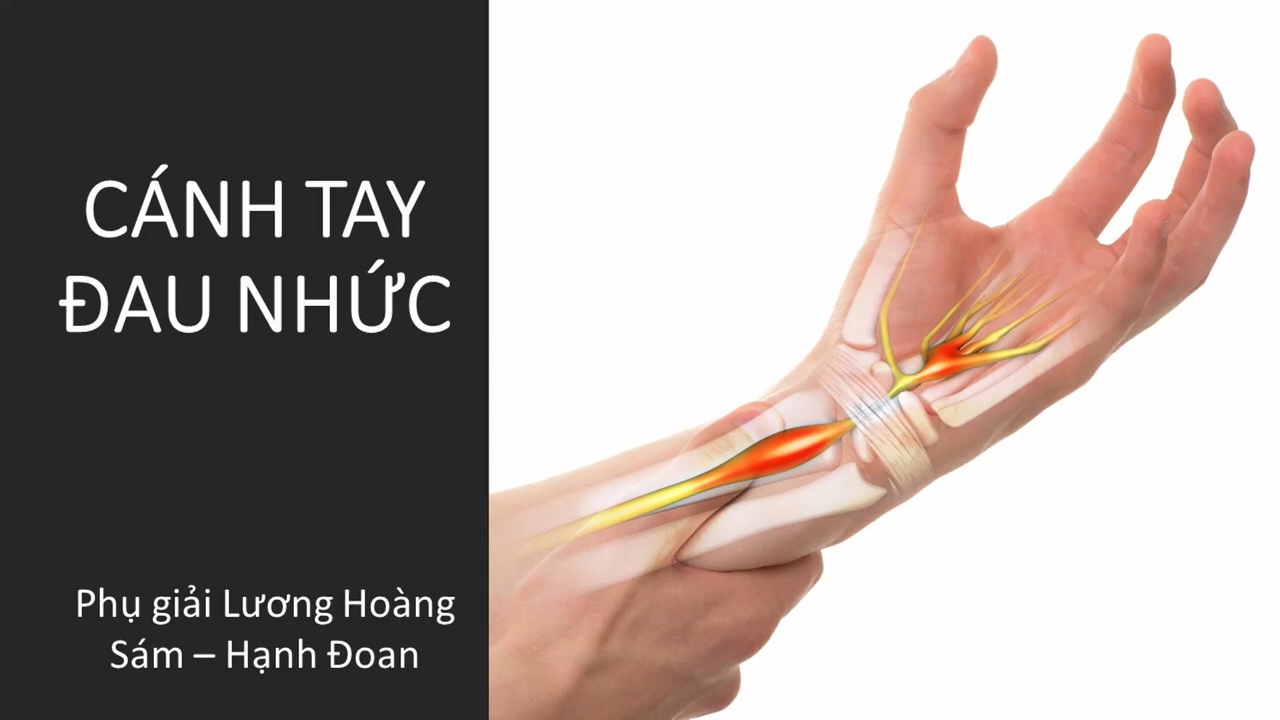 CÁNH TAY
ĐAU NHỨC
Phụ giải Lương Hoàng
Sám – Hạnh Đoan